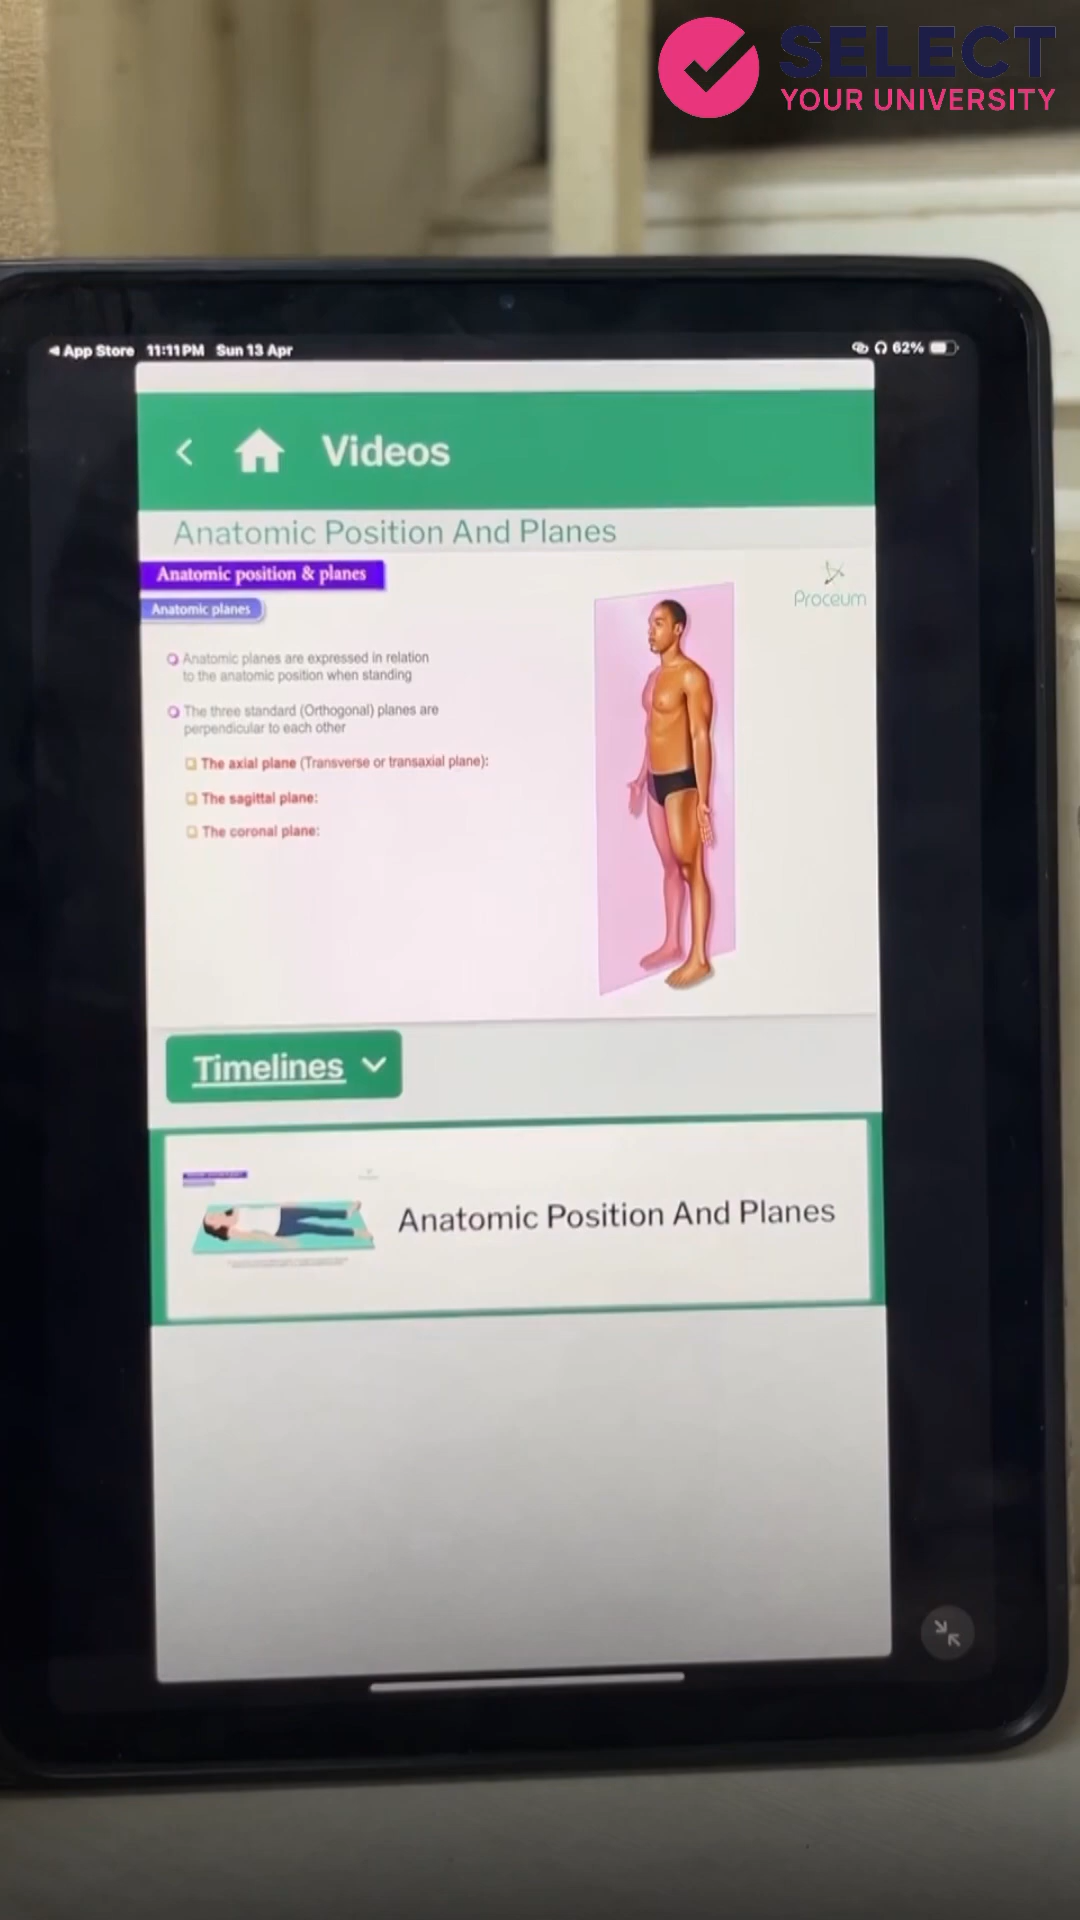 SELECT
YOUR UNIVERSITY
App Store 11:11 PM Sun 13 Apr
62%
Videos
Anatomic Position And Planes
Anatomic position & planes
Proceum
Anatomic planes
Anatomic planes are expressed in relation
to the anatomic position when standing
The three standard (Orthogonal) planes are
perpendicular to each other
The axial plane (Transverse or transaxial plane):
The sagittal plane:
The coronal plane:
Timelines
Anatomic Position And Planes